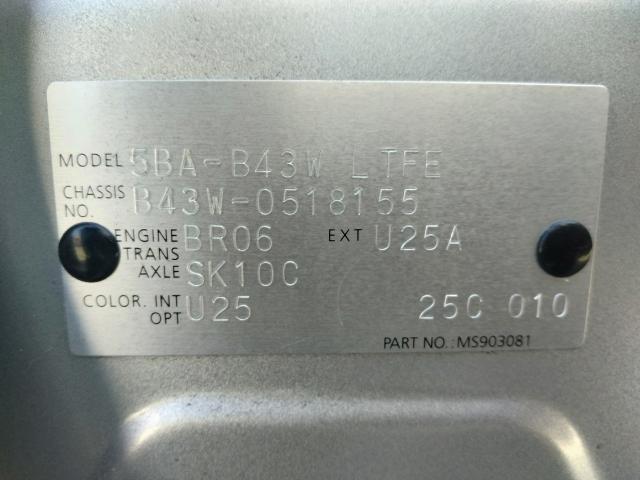 MODEL 5BA-B43W LTFE
CHASSIS NO. B43W-0518155
ENGINE BR06 EXT U25A
TRANS AXLE SK10C
COLOR. INT OPT U25 25C 010
PART NO.: MS903081